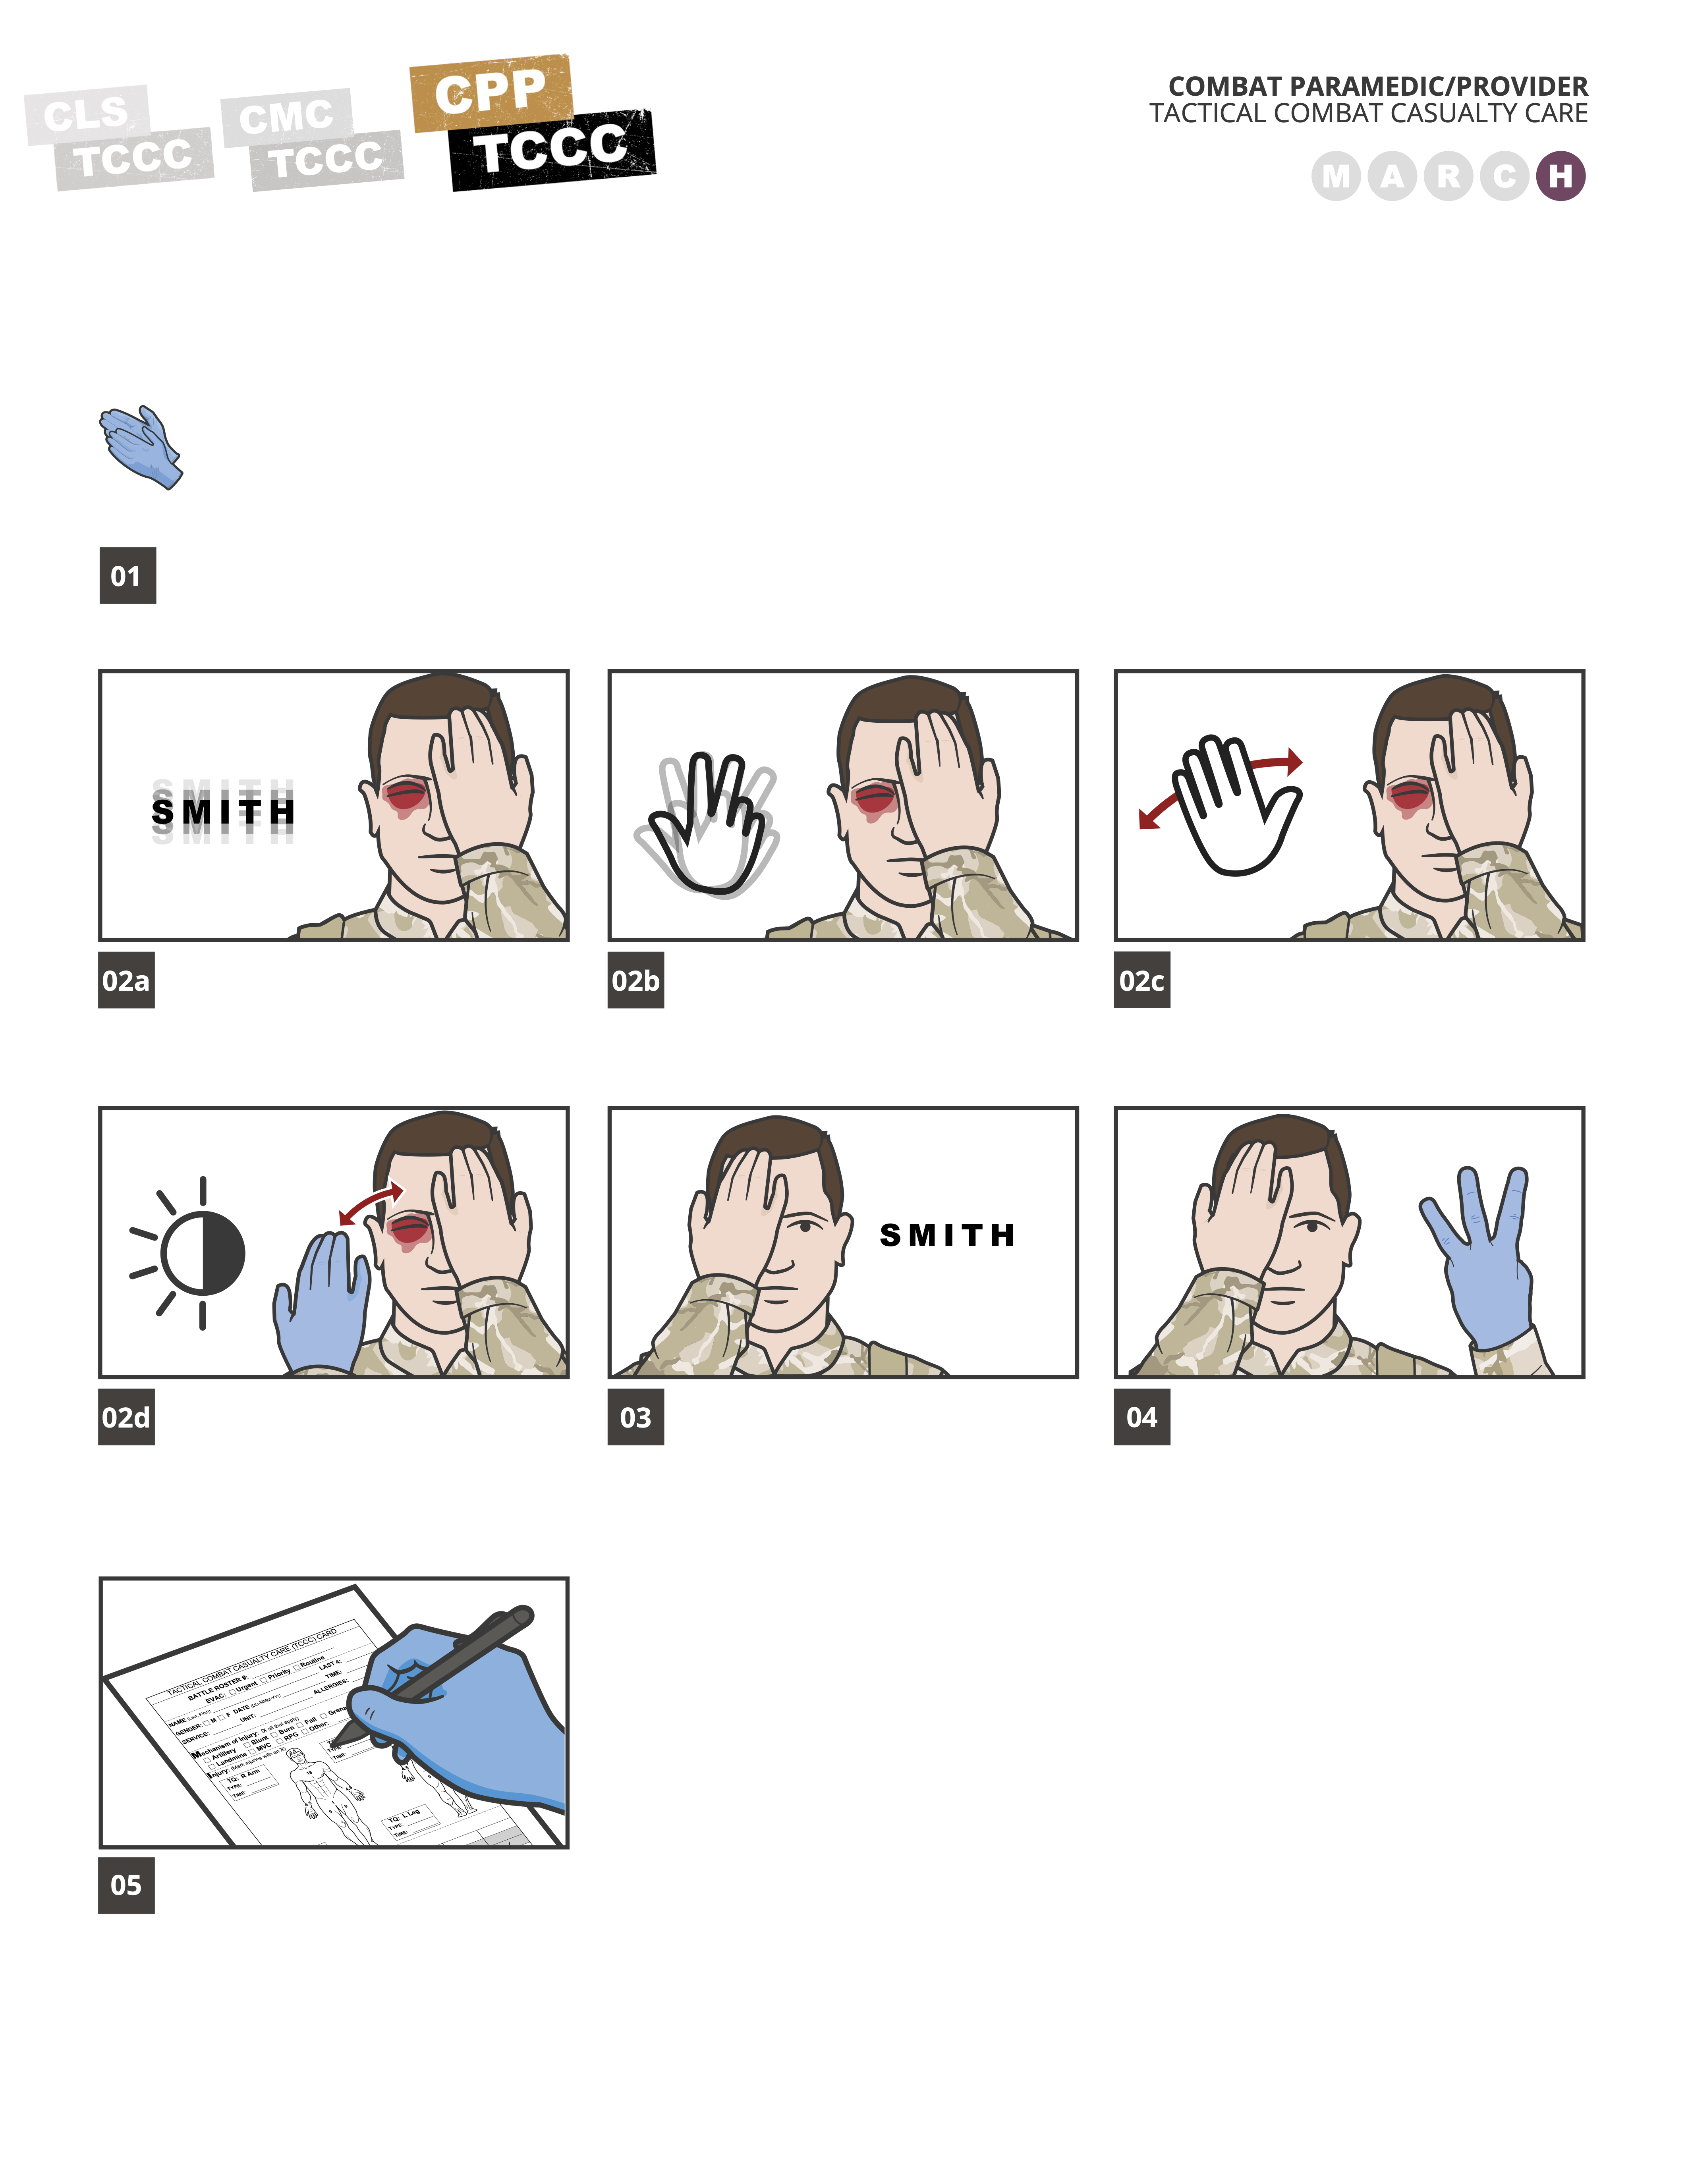 CLS
TCCC
CMC
TCCC
CPP
TCCC
COMBAT PARAMEDIC/PROVIDER
TACTICAL COMBAT CASUALTY CARE
M A R C H
01
SMITH
SMITH
SMITH
02a
02b
02c
02d
SMITH
03
04
TACTICAL COMBAT CASUALTY CARE (TCCC) CARD
BATTLE ROSTER #:
EVAC: Urgent Priority Routine
NAME (Last, First): LAST 4:
GENDER: M F DATE (DD-MMM-YY): TIME:
SERVICE: UNIT: ALLERGIES:
Mechanism of Injury: (X all that apply)
Artillery Blunt Burn Fall
Landmine MVC RPG Other:
Injury: (Mark injuries with an X)
TQ: R Arm
TYPE:
TIME:
TYPE:
TIME:
TQ: L Leg
TYPE:
TIME:
05